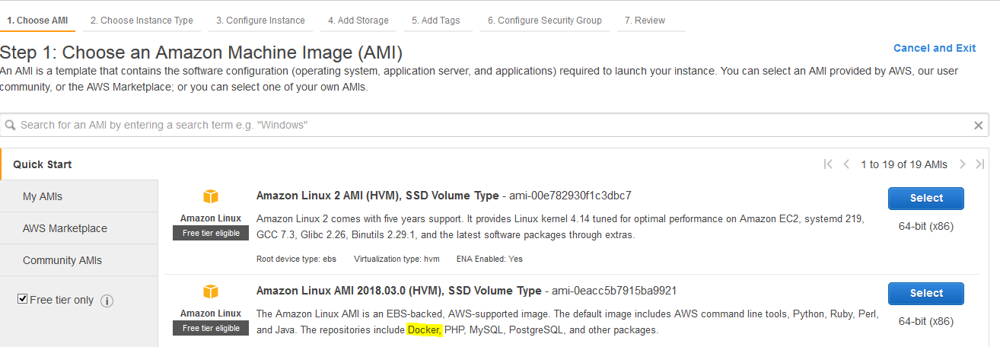 1. Choose AMI 2. Choose Instance Type 3. Configure Instance 4. Add Storage 5. Add Tags 6. Configure Security Group 7. Review
Step 1: Choose an Amazon Machine Image (AMI)
Cancel and Exit
An AMI is a template that contains the software configuration (operating system, application server, and applications) required to launch your instance. You can select an AMI provided by AWS, our user
community, or the AWS Marketplace; or you can select one of your own AMIs.
Search for an AMI by entering a search term e.g. "Windows"
Quick Start
My AMIs
AWS Marketplace
Community AMIs
Free tier only
1 to 19 of 19 AMIs
Amazon Linux
Free tier eligible
Amazon Linux 2 AMI (HVM), SSD Volume Type - ami-00e782930f1c3dbc7
Amazon Linux 2 comes with five years support. It provides Linux kernel 4.14 tuned for optimal performance on Amazon EC2, systemd 219,
GCC 7.3, Glibc 2.26, Binutils 2.29.1, and the latest software packages through extras.
Root device type: ebs Virtualization type: hvm ENA Enabled: Yes
Select
64-bit (x86)
Amazon Linux
Free tier eligible
Amazon Linux AMI 2018.03.0 (HVM), SSD Volume Type - ami-0eacc5b7915ba9921
The Amazon Linux AMI is an EBS-backed, AWS-supported image. The default image includes AWS command line tools, Python, Ruby, Perl,
and Java. The repositories include Docker, PHP, MySQL, PostgreSQL, and other packages.
Select
64-bit (x86)